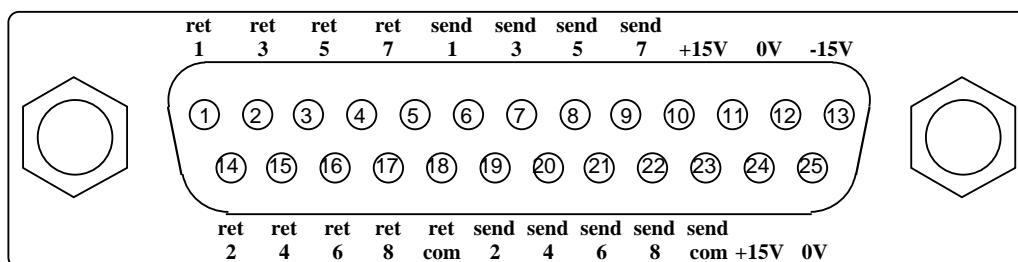 ret ret ret ret send send send send
1 3 5 7 1 3 5 7 +15V 0V -15V
1 2 3 4 5 6 7 8 9 10 11 12 13
14 15 16 17 18 19 20 21 22 23 24 25
ret ret ret ret ret send send send send send
2 4 6 8 com 2 4 6 8 com +15V 0V